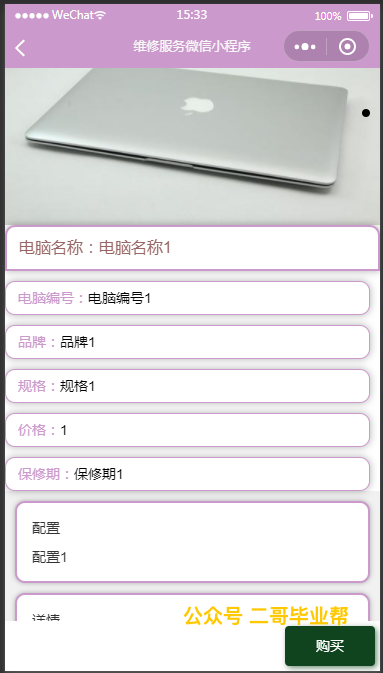 ●●●●● WeChat 15:33 100%
维修服务微信小程序
电脑名称：电脑名称1
电脑编号：电脑编号1
品牌：品牌1
规格：规格1
价格：1
保修期：保修期1
配置
配置1
详情
公众号 二哥毕业帮
购买